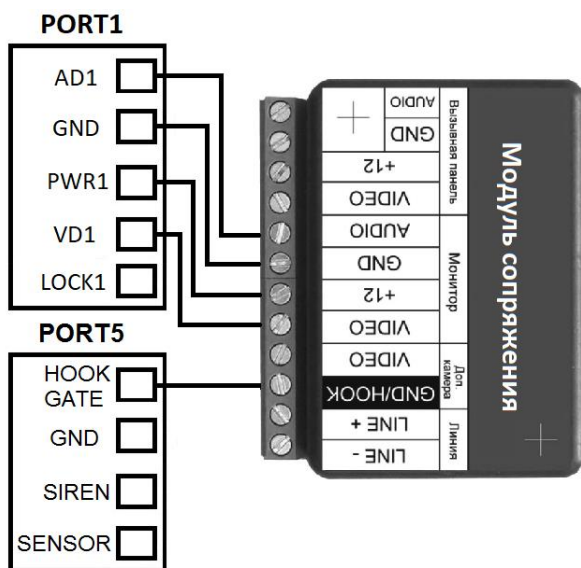 PORT1
AD1
GND
PWR1
VD1
LOCK1
PORT5
HOOK
GATE
GND
SIREN
SENSOR
AUDIO
GND
+12
VIDEO
AUDIO
GND
+12
VIDEO
VIDEO
GND/HOOK
LINE +
LINE -
Вызывная панель
Монитор
Доп.
камера
Линия
Модуль сопряжения